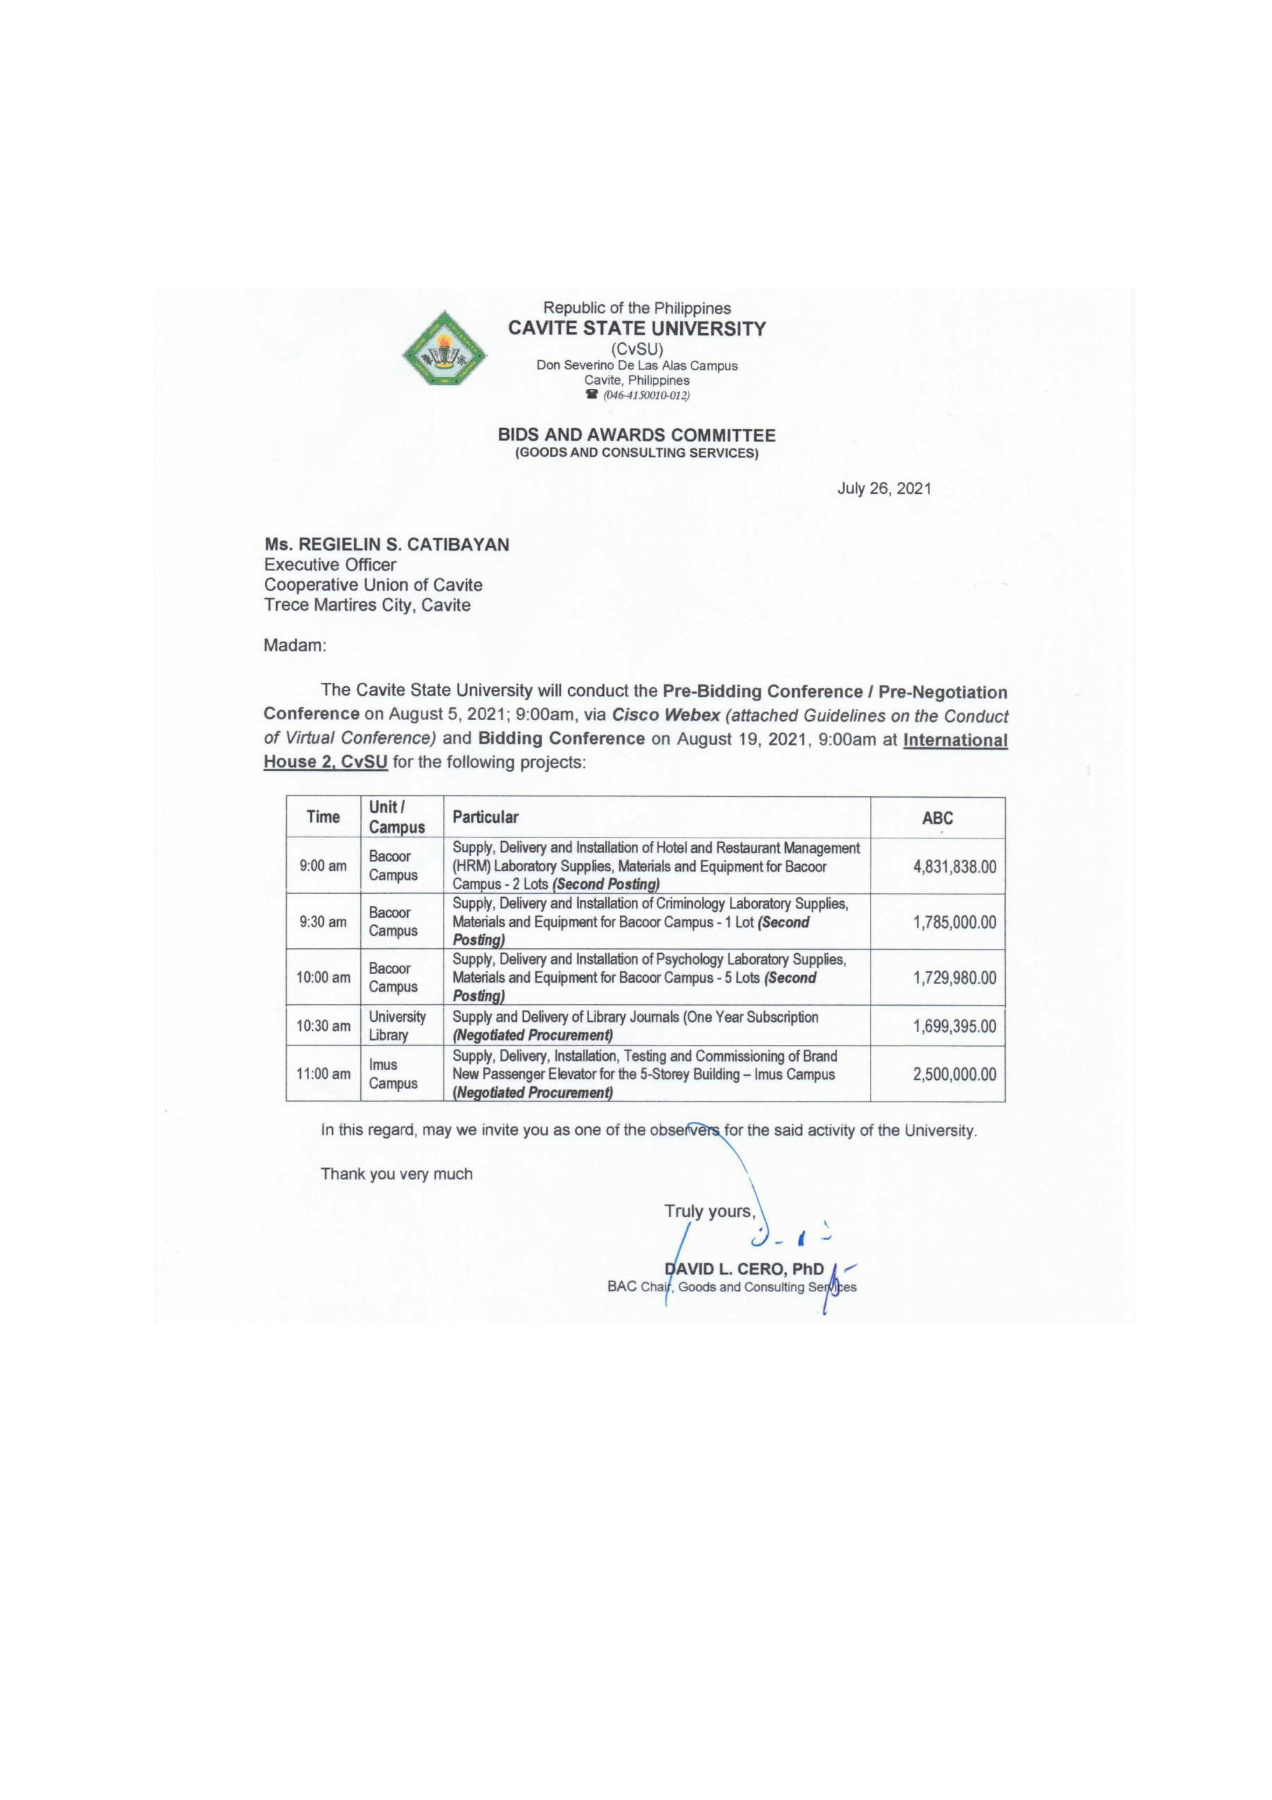 Republic of the Philippines
CAVITE STATE UNIVERSITY
(CvSU)
Don Severino De Las Alas Campus
Cavite, Philippines
☎ (046-4150010-012)
BIDS AND AWARDS COMMITTEE
(GOODS AND CONSULTING SERVICES)
July 26, 2021
Ms. REGIELIN S. CATIBAYAN
Executive Officer
Cooperative Union of Cavite
Trece Martires City, Cavite
Madam:
The Cavite State University will conduct the Pre-Bidding Conference / Pre-Negotiation
Conference on August 5, 2021; 9:00am, via Cisco Webex (attached Guidelines on the Conduct
of Virtual Conference) and Bidding Conference on August 19, 2021, 9:00am at International
House 2, CvSU for the following projects:
Time
Unit /
Campus
Particular
ABC
9:00 am
Bacoor
Campus
Supply, Delivery and Installation of Hotel and Restaurant Management
(HRM) Laboratory Supplies, Materials and Equipment for Bacoor
Campus - 2 Lots (Second Posting)
4,831,838.00
9:30 am
Bacoor
Campus
Supply, Delivery and Installation of Criminology Laboratory Supplies,
Materials and Equipment for Bacoor Campus - 1 Lot (Second
Posting)
1,785,000.00
10:00 am
Bacoor
Campus
Supply, Delivery and Installation of Psychology Laboratory Supplies,
Materials and Equipment for Bacoor Campus - 5 Lots (Second
Posting)
1,729,980.00
10:30 am
University
Library
Supply and Delivery of Library Journals (One Year Subscription
(Negotiated Procurement)
1,699,395.00
11:00 am
Imus
Campus
Supply, Delivery, Installation, Testing and Commissioning of Brand
New Passenger Elevator for the 5-Storey Building – Imus Campus
(Negotiated Procurement)
2,500,000.00
In this regard, may we invite you as one of the observers for the said activity of the University.
Thank you very much
Truly yours,
DAVID L. CERO, PhD
BAC Chair, Goods and Consulting Services